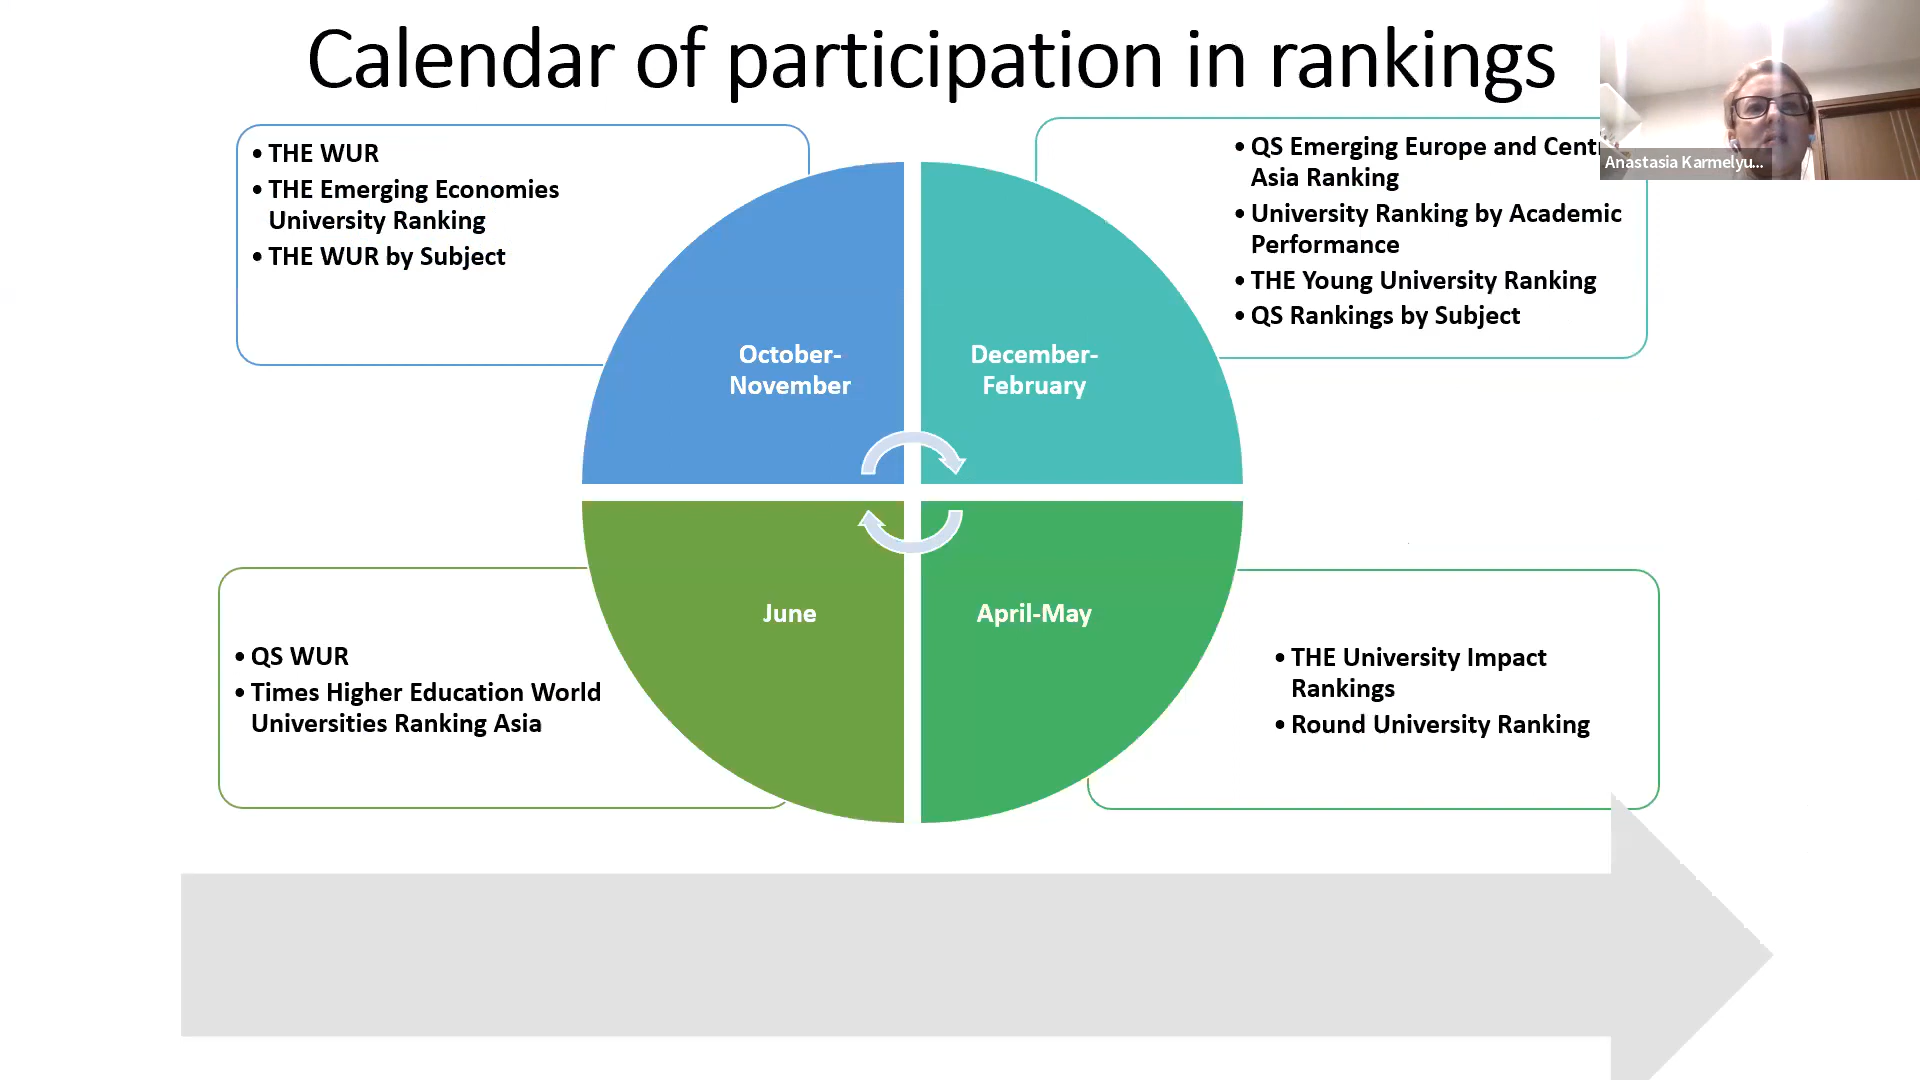 Calendar of participation in rankings
• THE WUR
• THE Emerging Economies
University Ranking
• THE WUR by Subject
• QS Emerging Europe and
Asia Ranking
• University Ranking by Academic
Performance
• THE Young University Ranking
• QS Rankings by Subject
Anastasia Karmelyu...
October-
November
December-
February
June
April-May
• QS WUR
• Times Higher Education World
Universities Ranking Asia
• THE University Impact
Rankings
• Round University Ranking